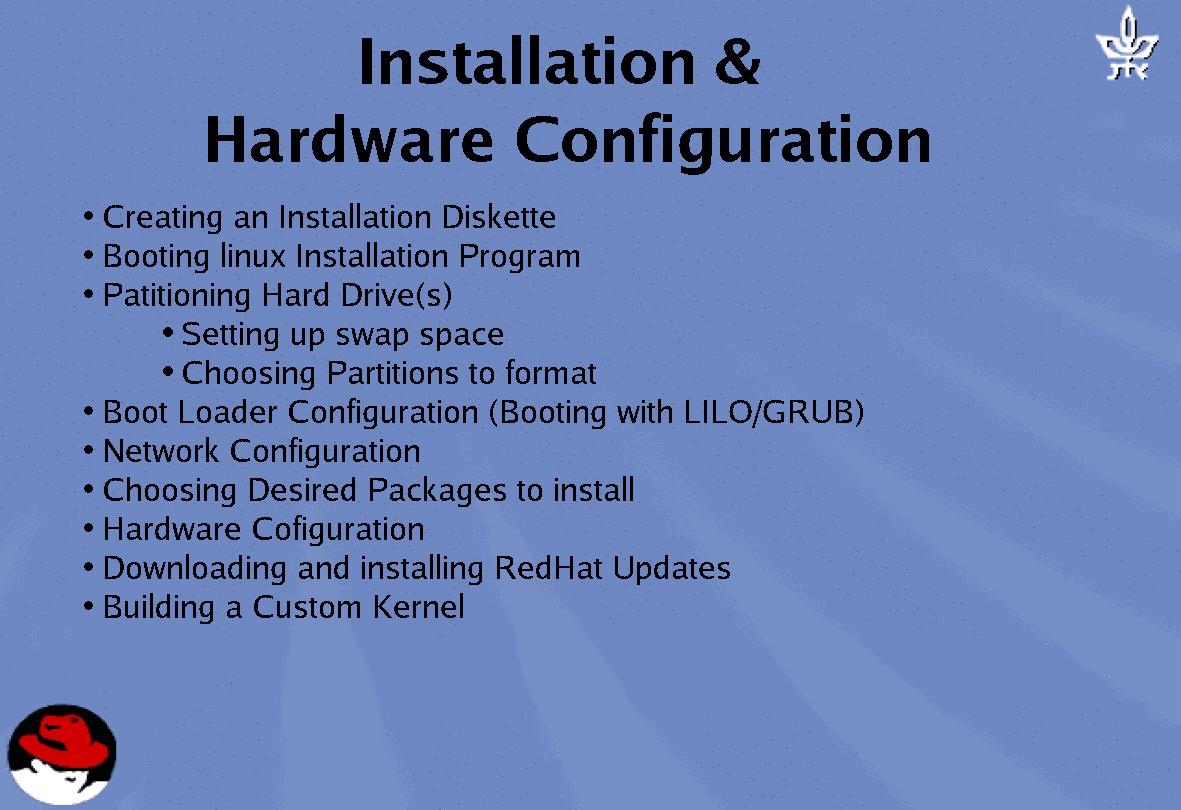 Installation &
Hardware Configuration
• Creating an Installation Diskette
• Booting linux Installation Program
• Patitioning Hard Drive(s)
• Setting up swap space
• Choosing Partitions to format
• Boot Loader Configuration (Booting with LILO/GRUB)
• Network Configuration
• Choosing Desired Packages to install
• Hardware Cofiguration
• Downloading and installing RedHat Updates
• Building a Custom Kernel